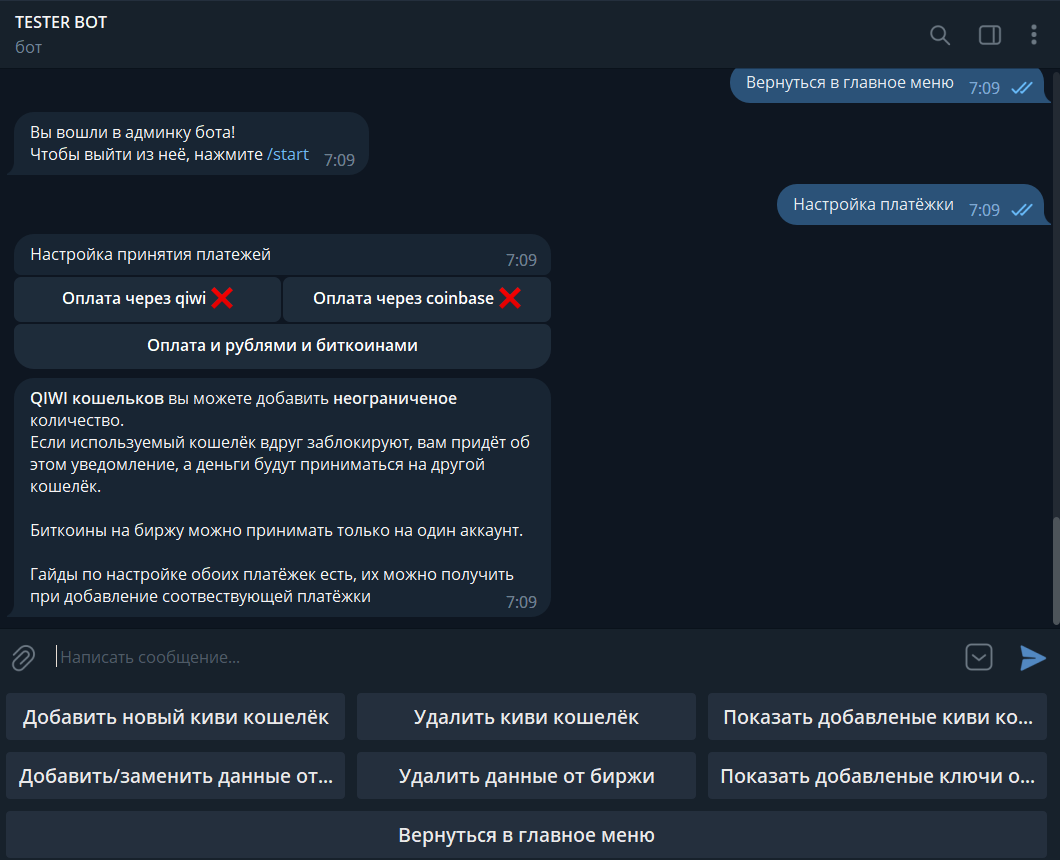 TESTER BOT
бот
Вернуться в главное меню 7:09
Вы вошли в админку бота!
Чтобы выйти из неё, нажмите /start 7:09
Настройка платёжки 7:09
Настройка принятия платежей 7:09
Оплата через qiwi ❌ Оплата через coinbase ❌
Оплата и рублями и биткоинами
QIWI кошельков вы можете добавить неограниченое
количество.
Если используемый кошелёк вдруг заблокируют, вам придёт об
этом уведомление, а деньги будут приниматься на другой
кошелёк.
Биткоины на биржу можно принимать только на один аккаунт.
Гайды по настройке обоих платёжек есть, их можно получить
при добавление соотвествующей платёжки 7:09
Написать сообщение...
Добавить новый киви кошелёк Удалить киви кошелёк Показать добавленые киви ко...
Добавить/заменить данные от... Удалить данные от биржи Показать добавленые ключи о...
Вернуться в главное меню